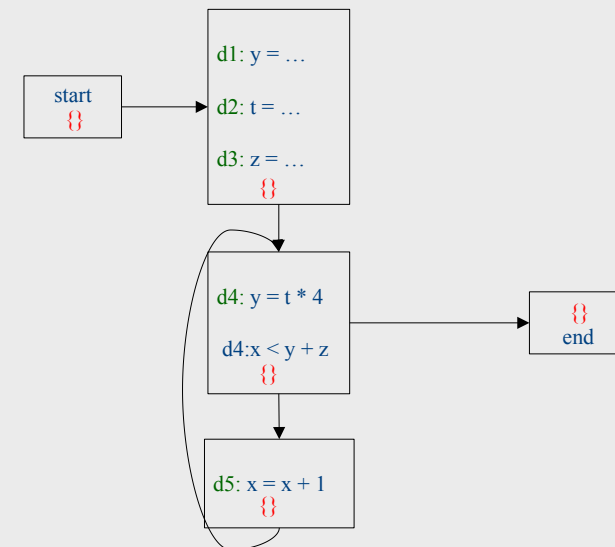 start
{}
d1: y = …
d2: t = …
d3: z = …
{}
d4: y = t * 4
d4:x < y + z
{}
{}
end
d5: x = x + 1
{}